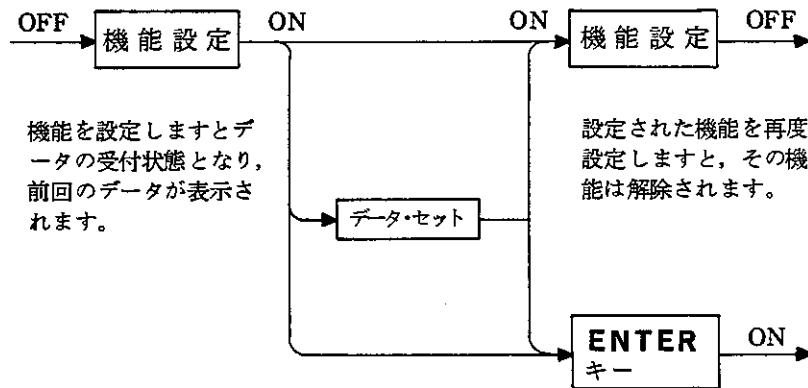 OFF
機能設定
ON
ON
機能設定
OFF
機能を設定しますとデ
ータの受付状態となり,
前回のデータが表示さ
れます。
設定された機能を再度
設定しますと, その機
能は解除されます。
データ・セット
ENTER
キー
ON